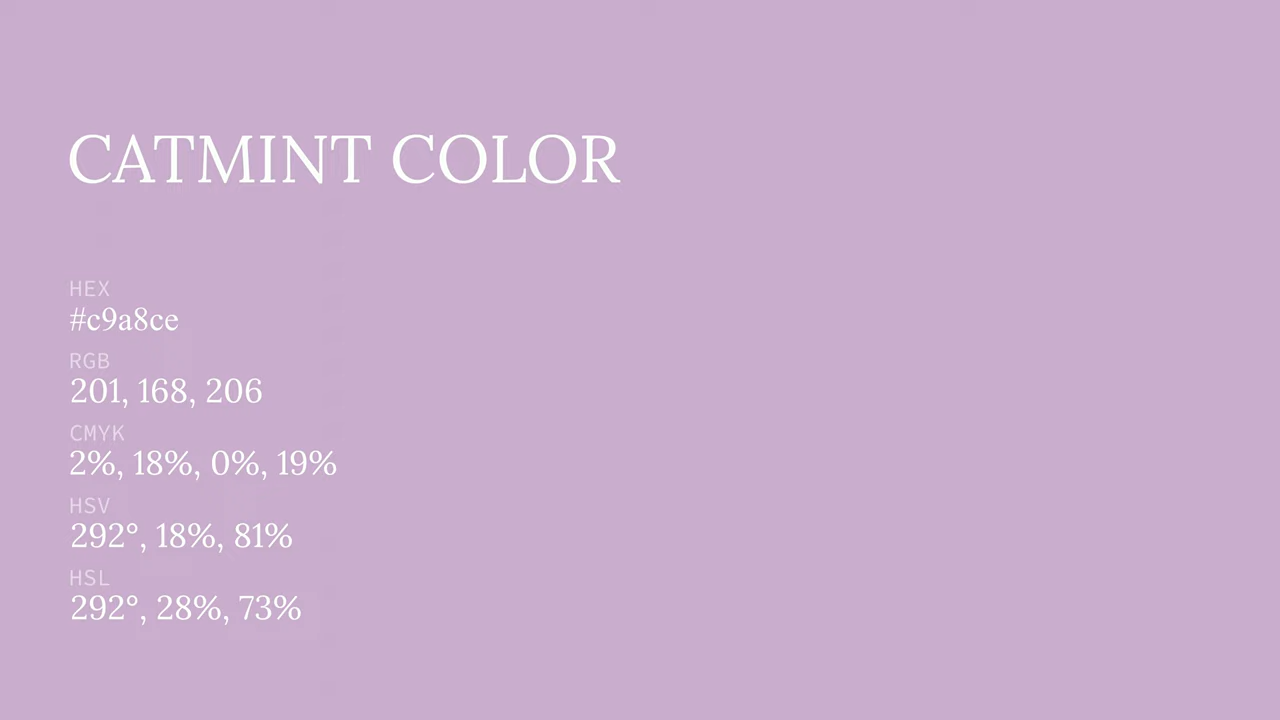 CATMINT COLOR
HEX
#c9a8ce
RGB
201, 168, 206
CMYK
2%, 18%, 0%, 19%
HSV
292°, 18%, 81%
HSL
292°, 28%, 73%